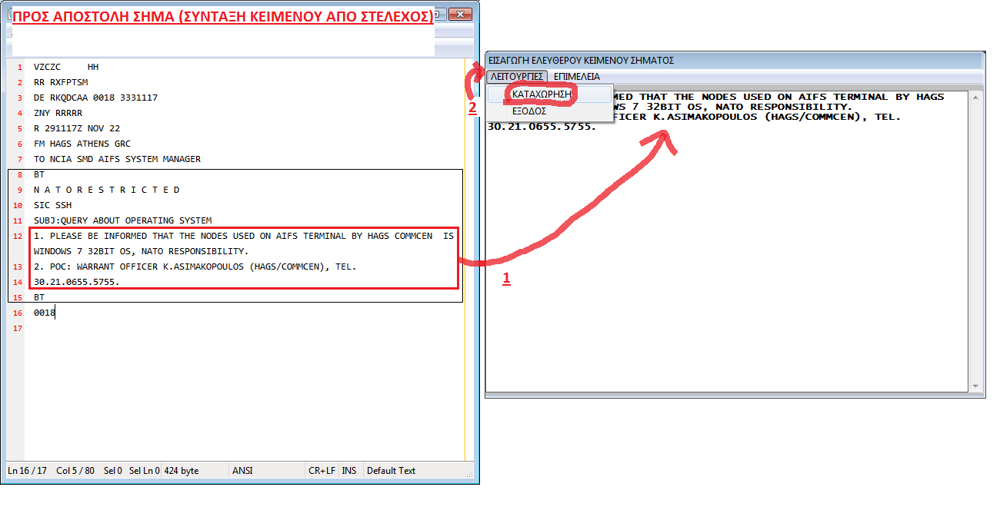 ΠΡΟΣ ΑΠΟΣΤΟΛΗ ΣΗΜΑ (ΣΥΝΤΑΞΗ ΚΕΙΜΕΝΟΥ ΑΠΟ ΣΤΕΛΕΧΟΣ)
1 VZCZC HH
2 RR RXFPTSM
3 DE RKQDCAA 0018 3331117
4 ZNY RRRRR
5 R 291117Z NOV 22
6 FM HAGS ATHENS GRC
7 TO NCIA SMD AIFS SYSTEM MANAGER
8 BT
9 N A T O R E S T R I C T E D
10 SIC SSH
11 SUBJ:QUERY ABOUT OPERATING SYSTEM
12 1. PLEASE BE INFORMED THAT THE NODES USED ON AIFS TERMINAL BY HAGS COMMCEN IS
WINDOWS 7 32BIT OS, NATO RESPONSIBILITY.
13 2. POC: WARRANT OFFICER K.ASIMAKOPOULOS (HAGS/COMMCEN), TEL.
14 30.21.0655.5755.
15 BT
16 0018
17
Ln 16 / 17 Col 5 / 80 Sel 0 Sel Ln 0 424 byte ANSI CR+LF INS Default Text
1
2
ΕΙΣΑΓΩΓΗ ΕΛΕΥΘΕΡΟΥ ΚΕΙΜΕΝΟΥ ΣΗΜΑΤΟΣ
ΛΕΙΤΟΥΡΓΙΕΣ ΕΠΙΜΕΛΕΙΑ
ΚΑΤΑΧΩΡΗΣΗ
ΕΞΟΔΟΣ
THAT THE NODES USED ON AIFS TERMINAL BY HAGS
7 32BIT OS, NATO RESPONSIBILITY.
K.ASIMAKOPOULOS (HAGS/COMMCEN), TEL.
30.21.0655.5755.